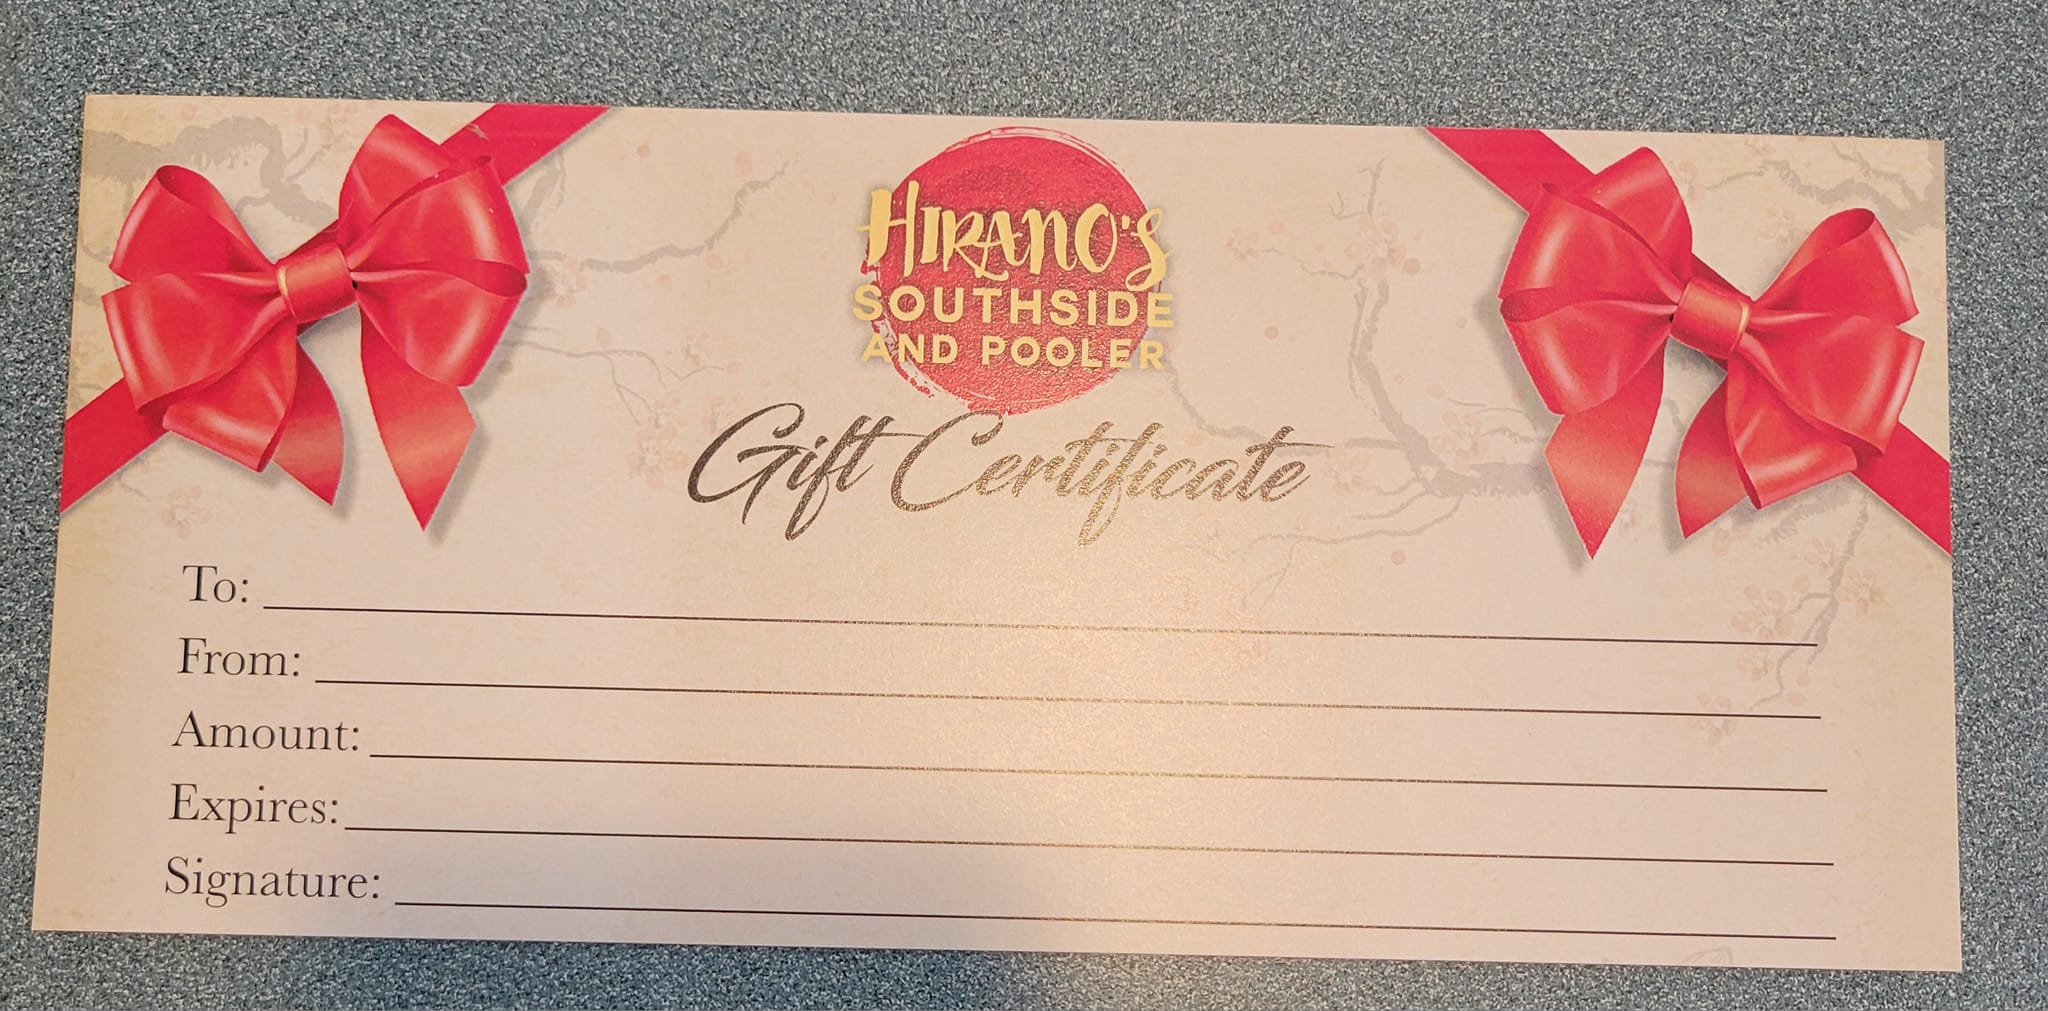 HIRANO'S
SOUTHSIDE
AND POOLER
Gift Certificate
To:
From:
Amount:
Expires:
Signature: